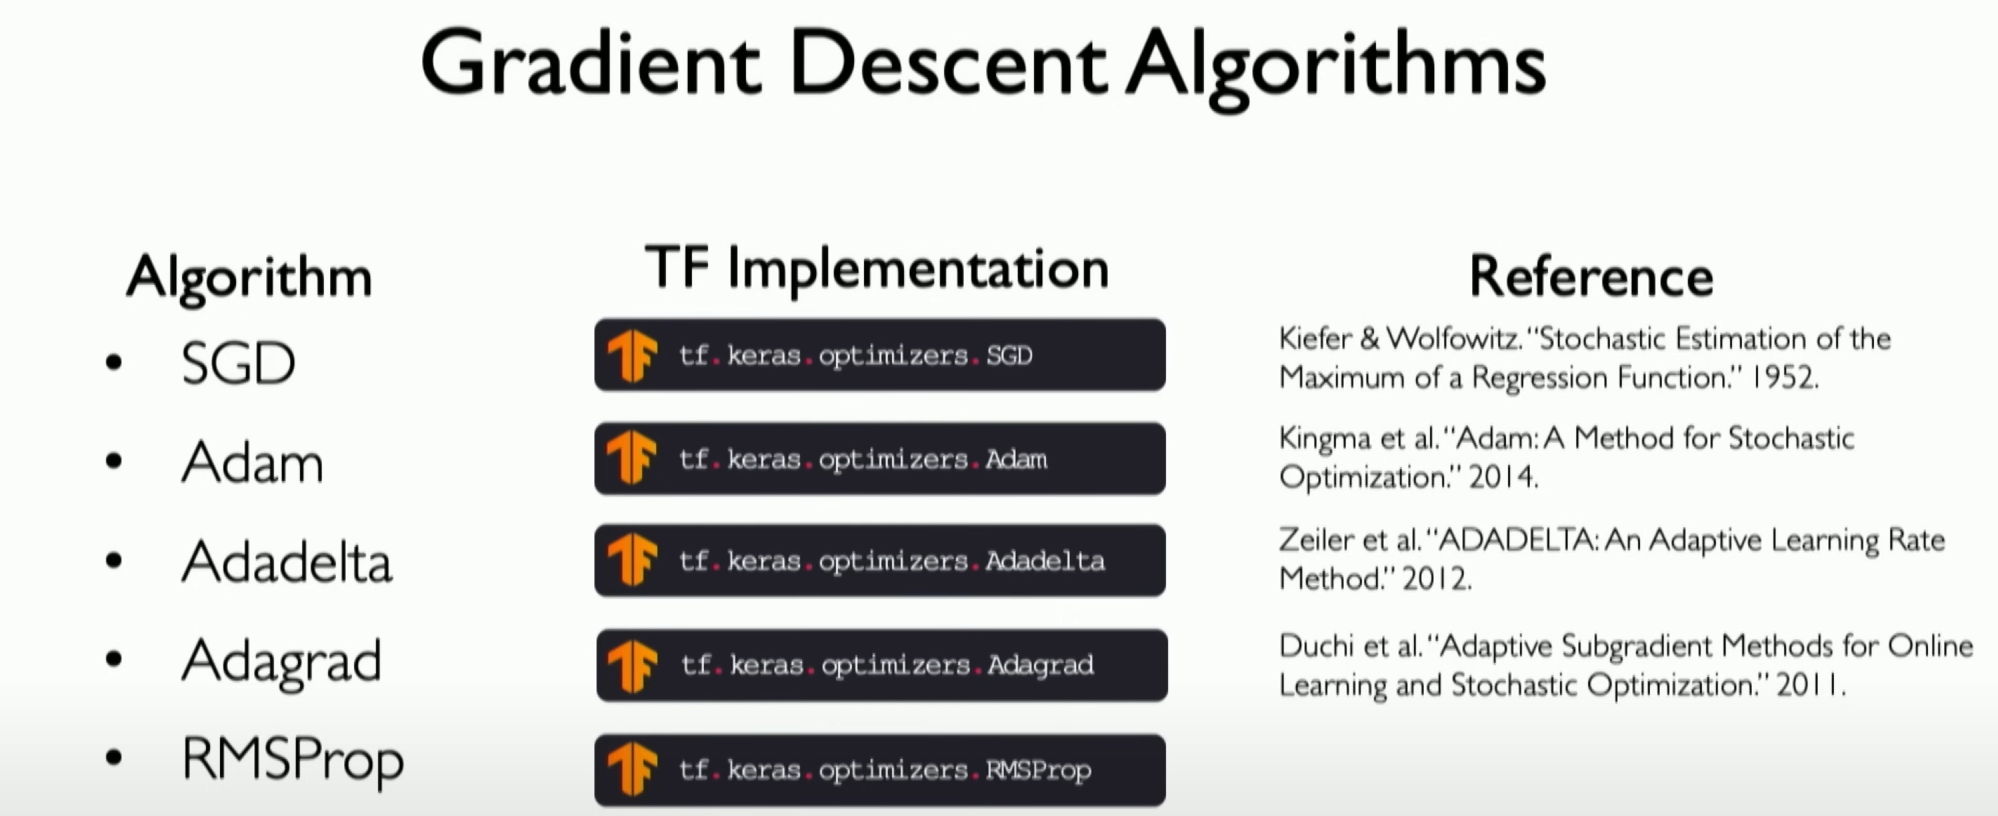 Gradient Descent Algorithms
Algorithm
TF Implementation
Reference
SGD
tf.keras.optimizers.SGD
Kiefer & Wolfowitz. "Stochastic Estimation of the
Maximum of a Regression Function." 1952.
Adam
tf.keras.optimizers.Adam
Kingma et al. "Adam: A Method for Stochastic
Optimization." 2014.
Adadelta
tf.keras.optimizers.Adadelta
Zeiler et al. "ADADELTA: An Adaptive Learning Rate
Method." 2012.
Adagrad
tf.keras.optimizers.Adagrad
Duchi et al. "Adaptive Subgradient Methods for Online
Learning and Stochastic Optimization." 2011.
RMSProp
tf.keras.optimizers.RMSProp